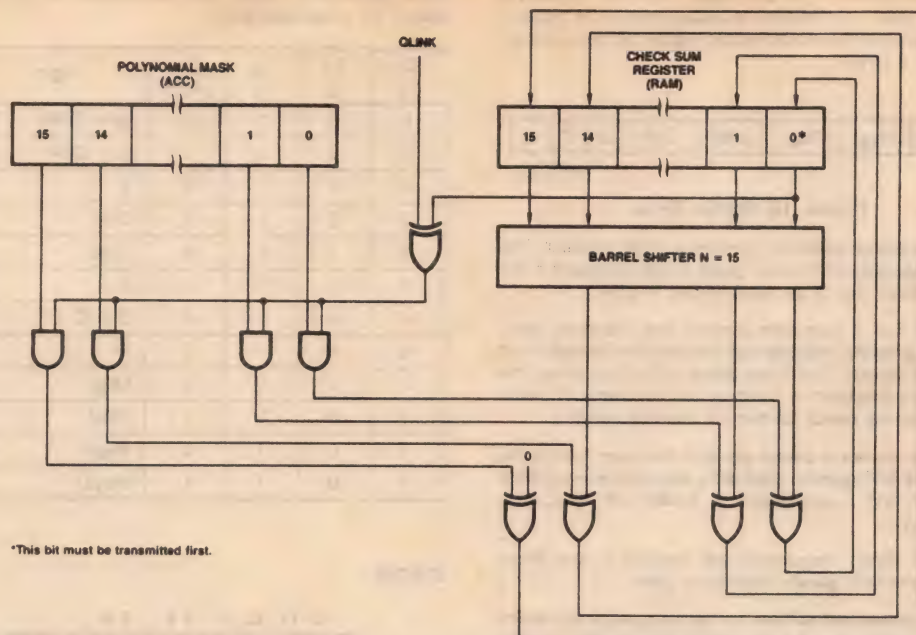 QLINK
POLYNOMIAL MASK
(ACC)
CHECK SUM
REGISTER
(RAM)
15 14 1 0
15 14 1 0*
BARREL SHIFTER N = 15
0
*This bit must be transmitted first.